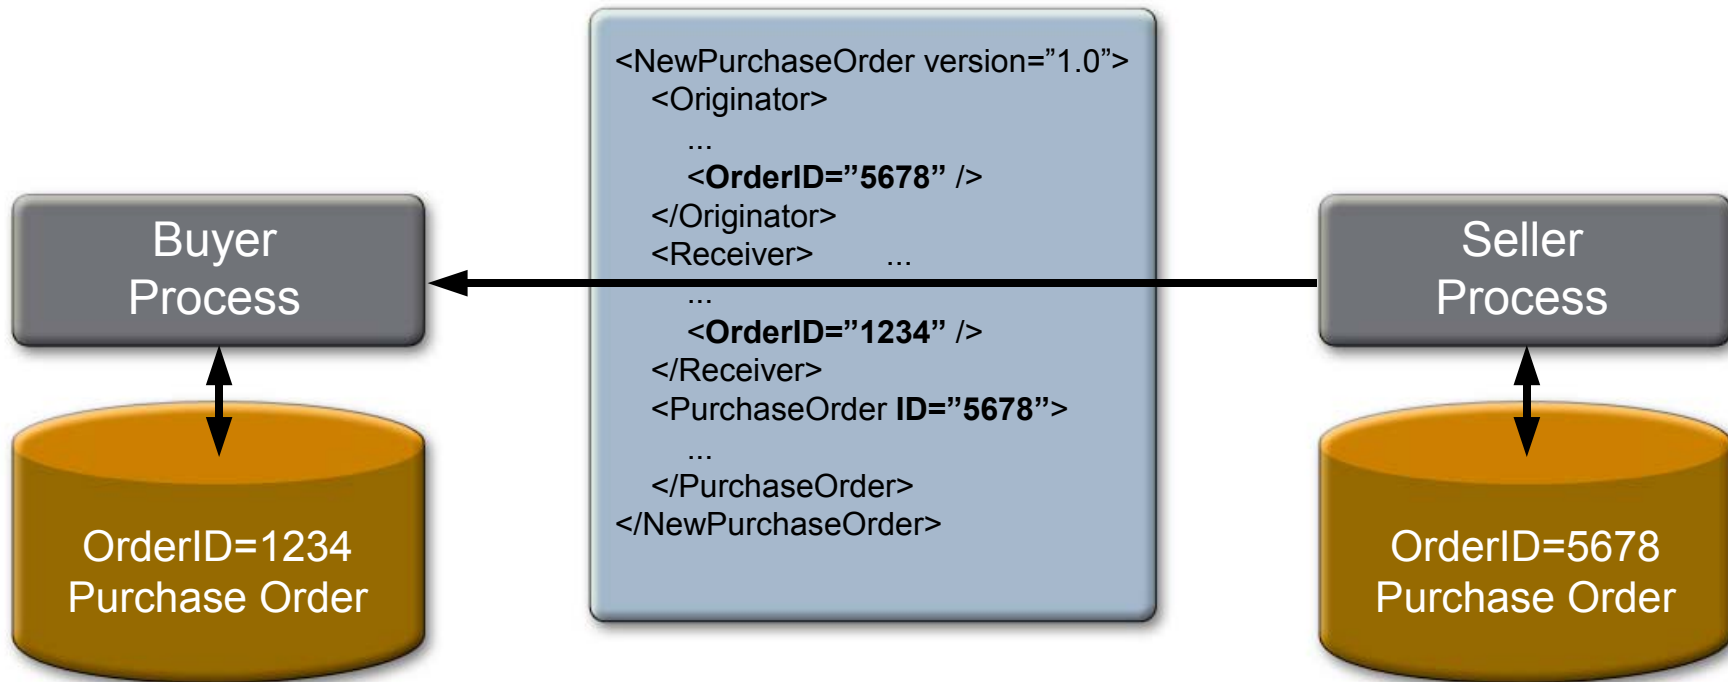 <NewPurchaseOrder version=”1.0”>
<Originator>
...
<OrderID=”5678” />
</Originator>
<Receiver> ...
...
<OrderID=”1234” />
</Receiver>
<PurchaseOrder ID=”5678”>
...
</PurchaseOrder>
</NewPurchaseOrder>
Buyer
Process
OrderID=1234
Purchase Order
Seller
Process
OrderID=5678
Purchase Order